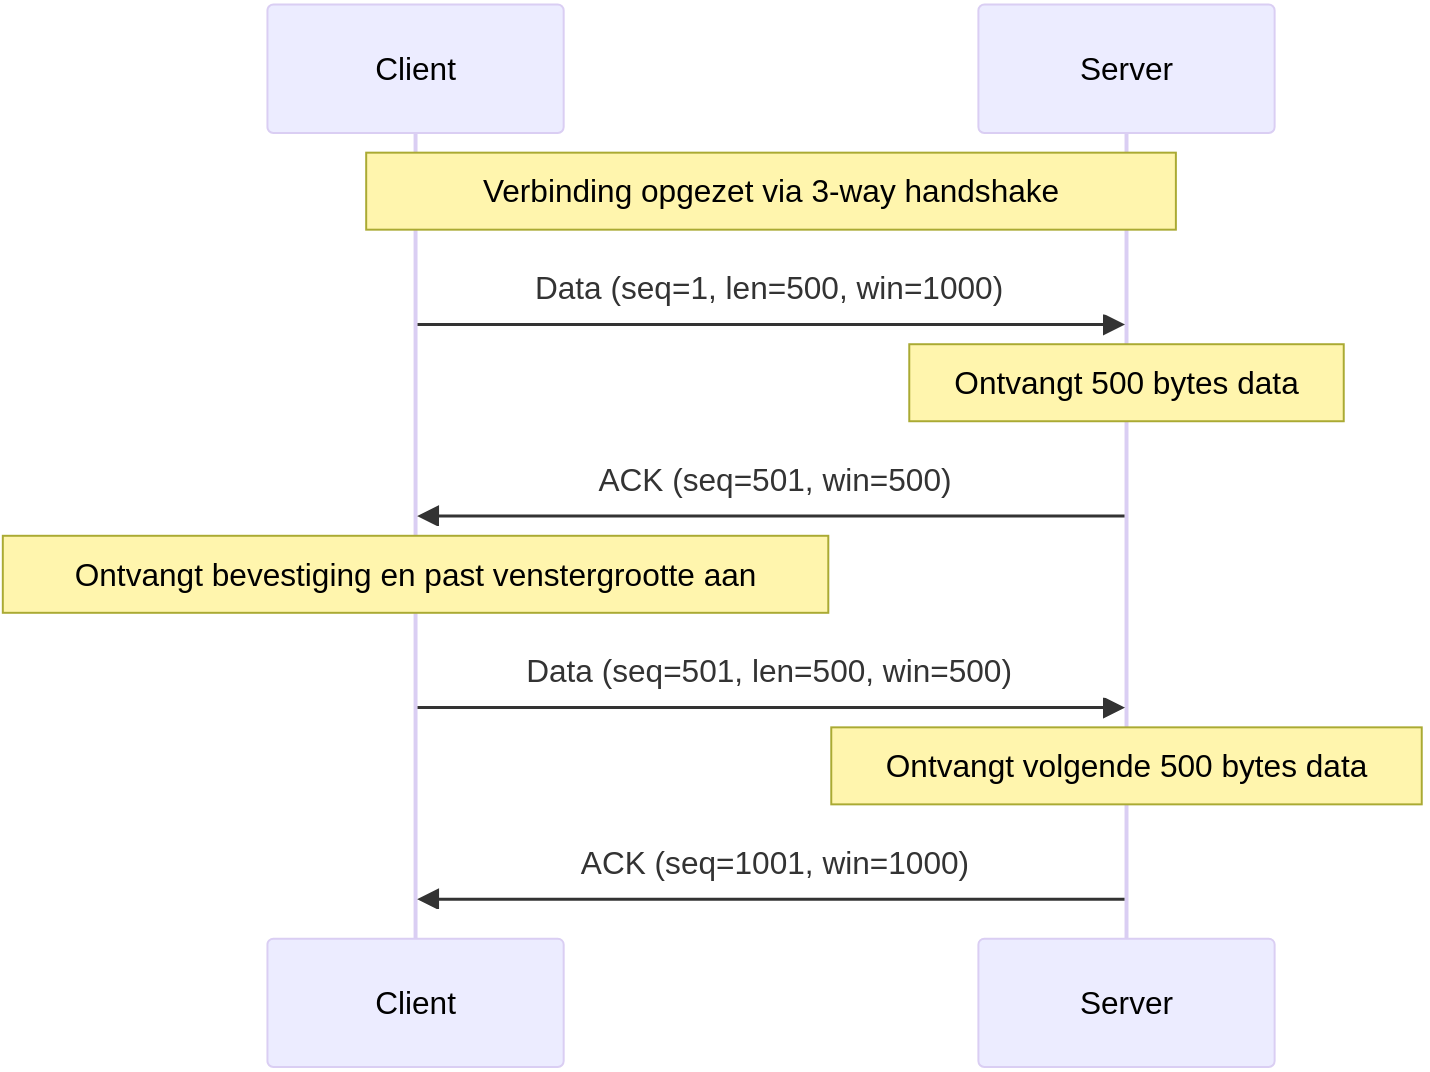 Client
Server
Verbinding opgezet via 3-way handshake
Data (seq=1, len=500, win=1000)
Ontvangt 500 bytes data
ACK (seq=501, win=500)
Ontvangt bevestiging en past venstergrootte aan
Data (seq=501, len=500, win=500)
Ontvangt volgende 500 bytes data
ACK (seq=1001, win=1000)
Client
Server